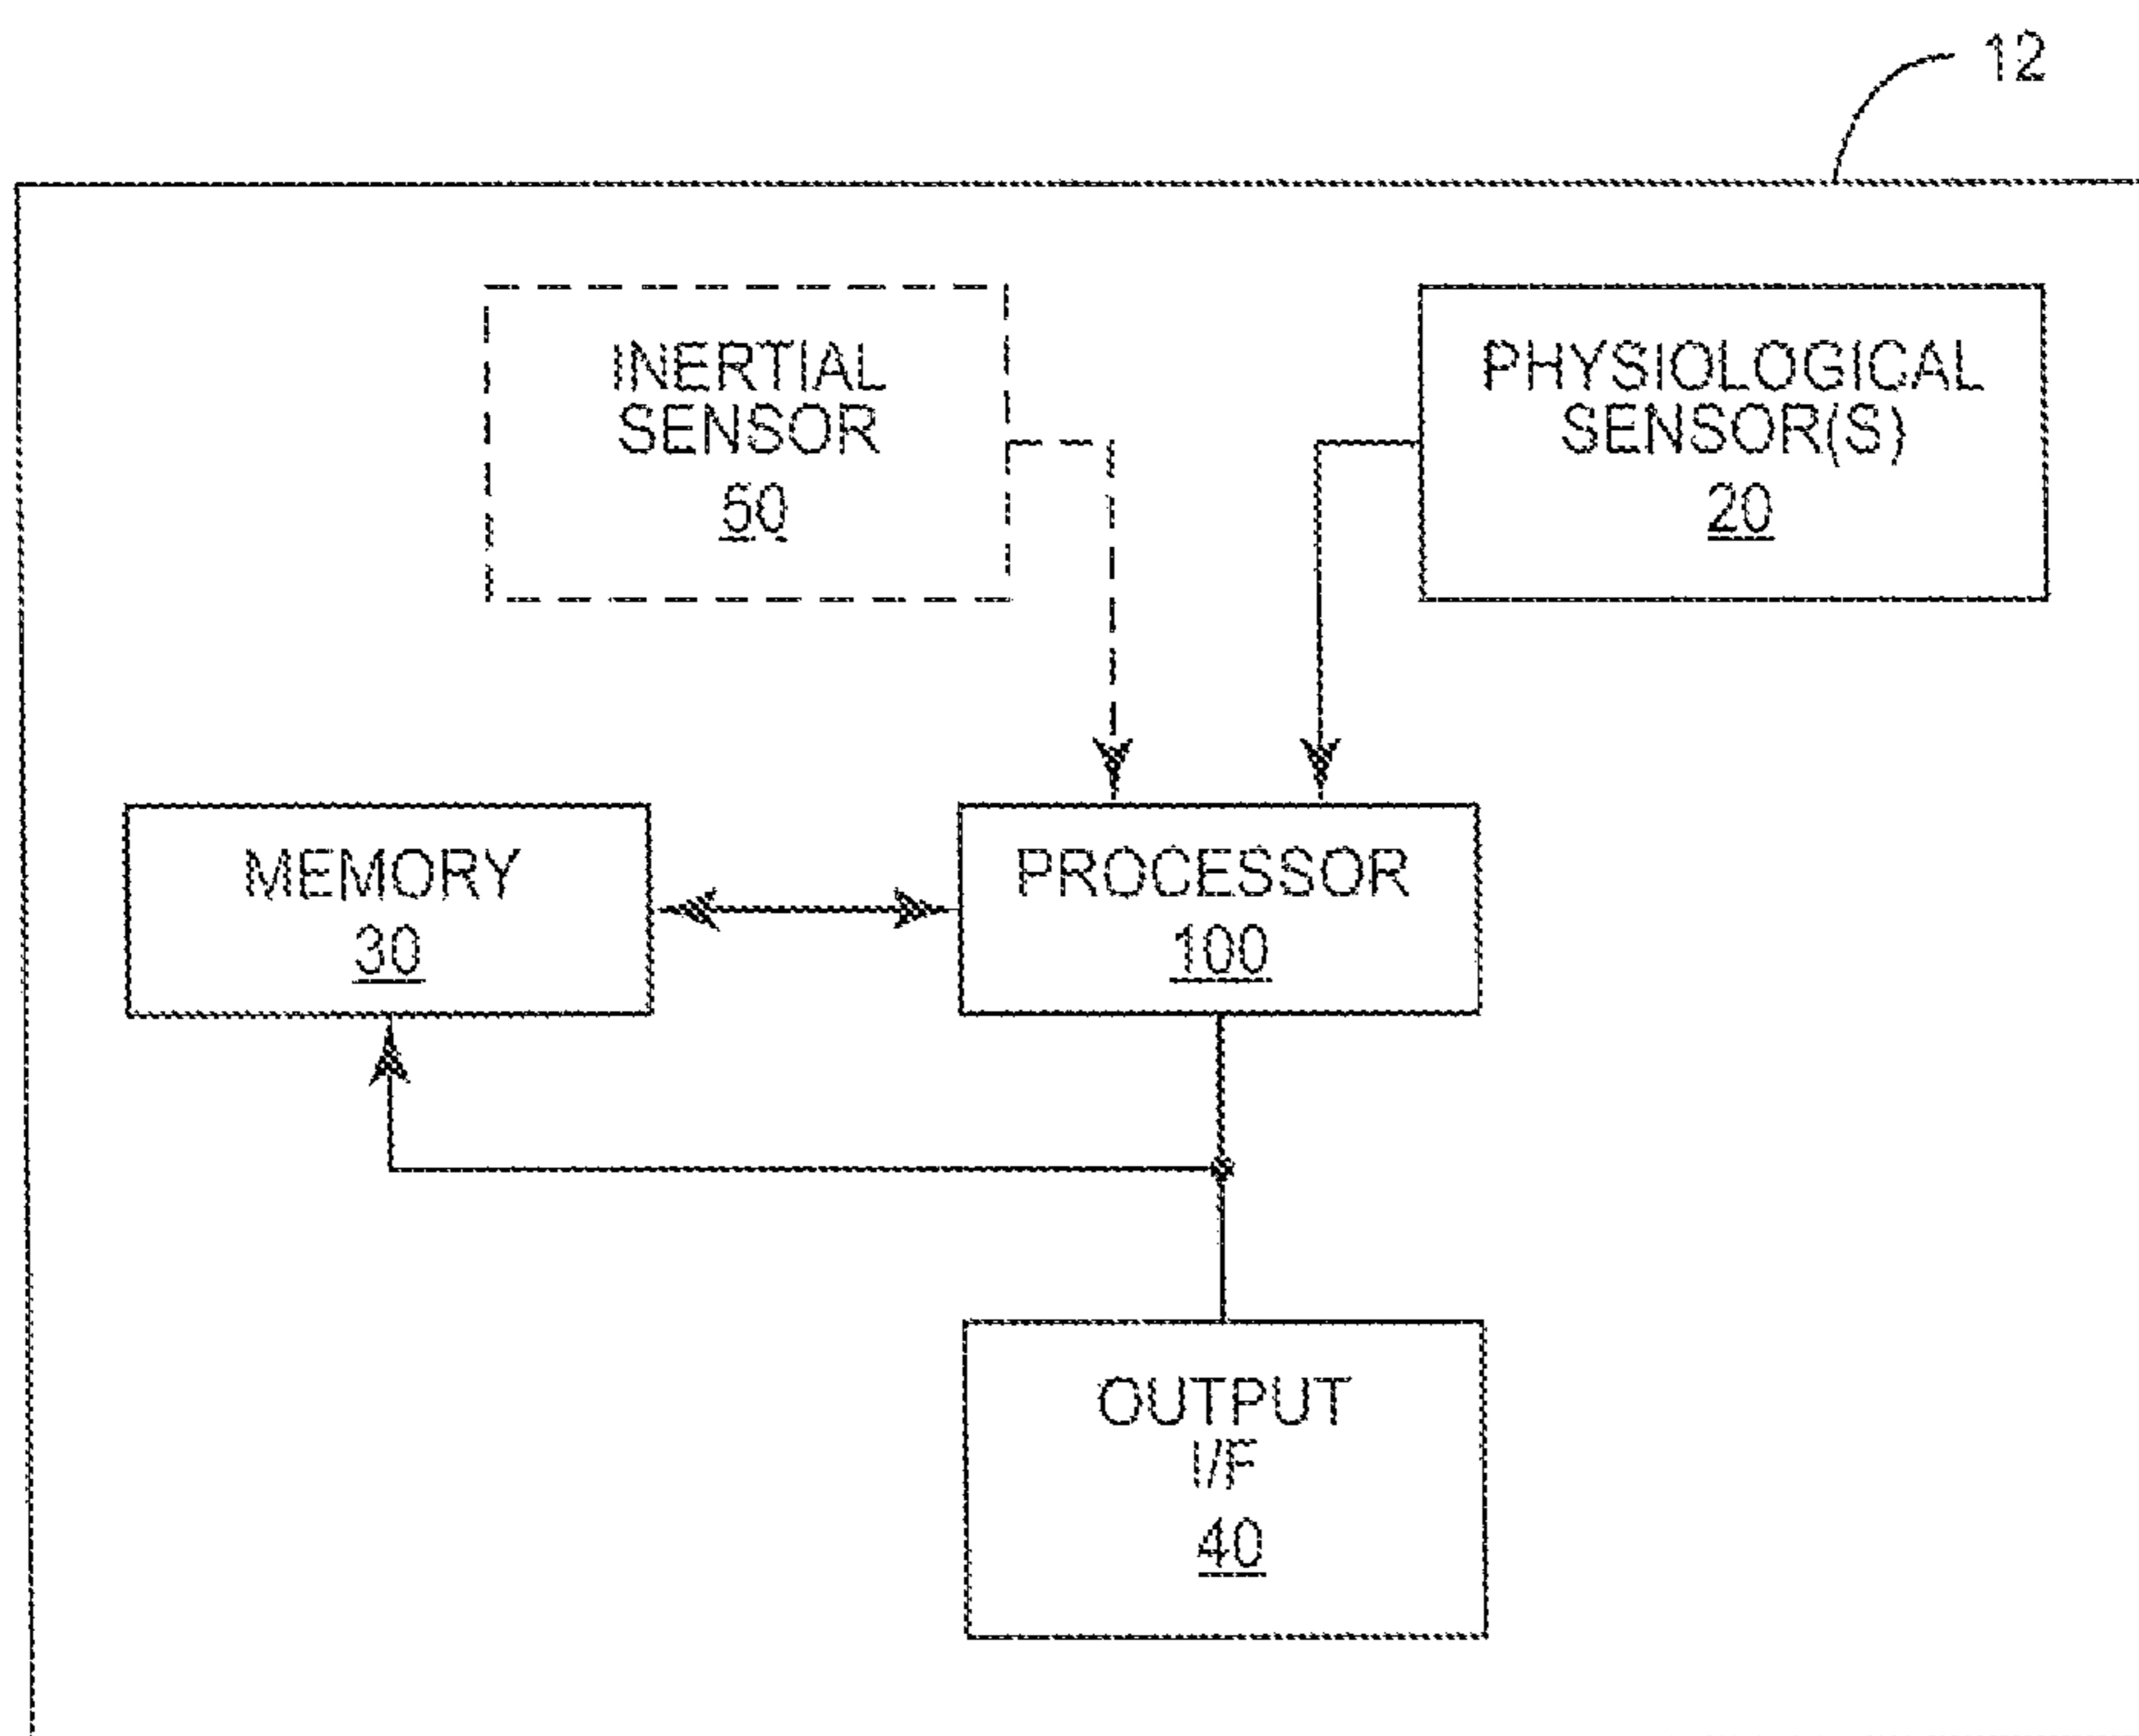 12
INERTIAL
SENSOR
50
PHYSIOLOGICAL
SENSOR(S)
20
MEMORY
30
PROCESSOR
100
OUTPUT
I/F
40